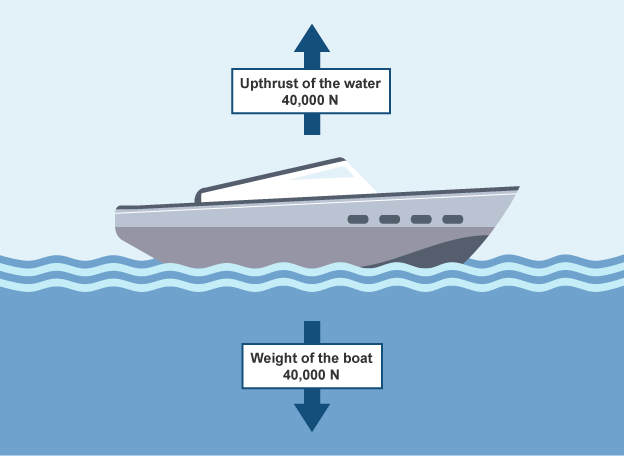 Upthrust of the water
40,000 N
Weight of the boat
40,000 N